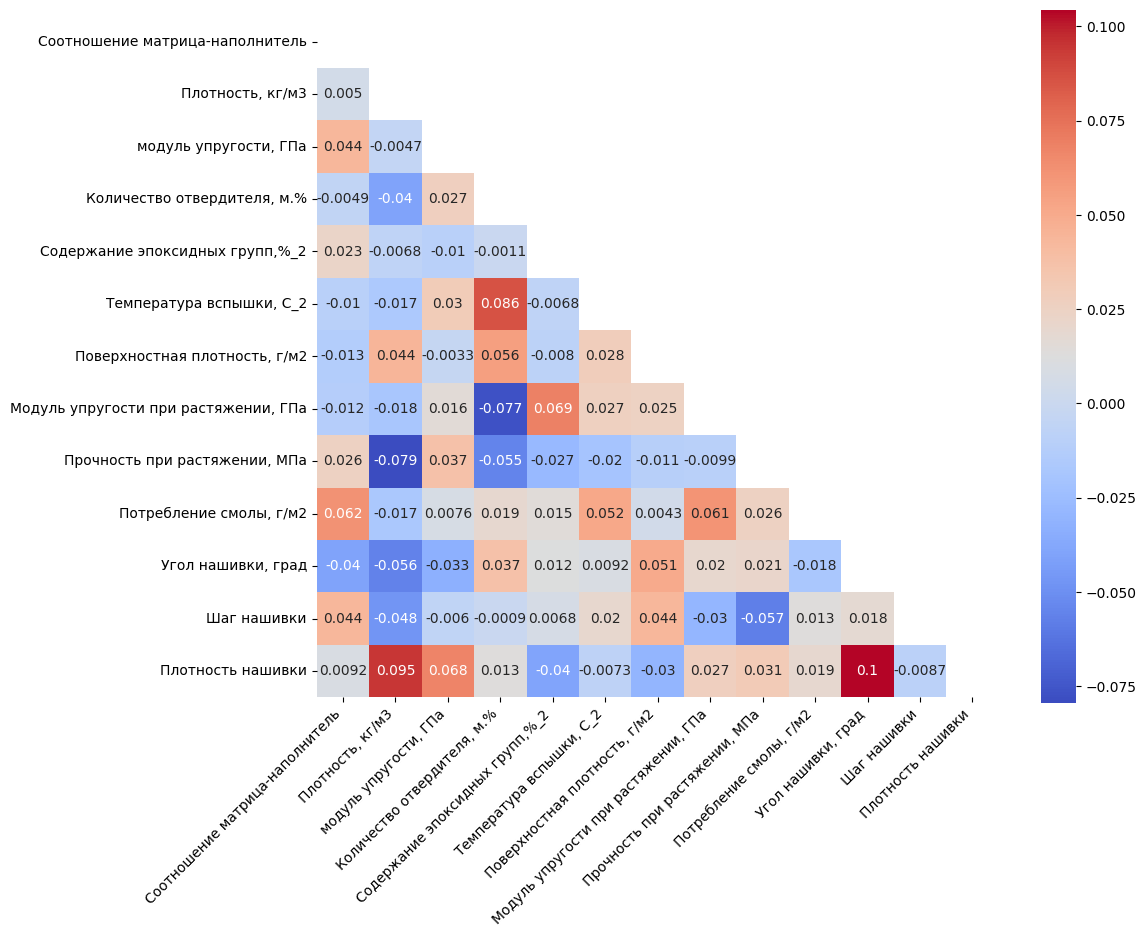 Соотношение матрица-наполнитель
Плотность, кг/м3
0.005
модуль упругости, ГПа
0.044 -0.0047
Количество отвердителя, м.%
-0.0049 -0.04 0.027
Содержание эпоксидных групп,%_2
0.023 -0.0068 -0.01 -0.0011
Температура вспышки, С_2
-0.01 -0.017 0.03 0.086 -0.0068
Поверхностная плотность, г/м2
-0.013 0.044 -0.0033 0.056 -0.008 0.028
Модуль упругости при растяжении, ГПа
-0.012 -0.018 0.016 -0.077 0.069 0.027 0.025
Прочность при растяжении, МПа
0.026 -0.079 0.037 -0.055 -0.027 -0.02 -0.011 -0.0099
Потребление смолы, г/м2
0.062 -0.017 0.0076 0.019 0.015 0.052 0.0043 0.061 0.026
Угол нашивки, град
-0.04 -0.056 -0.033 0.037 0.012 0.0092 0.051 0.02 0.021 -0.018
Шаг нашивки
0.044 -0.048 -0.006 -0.0009 0.0068 0.02 0.044 -0.03 -0.057 0.013 0.018
Плотность нашивки
0.0092 0.095 0.068 0.013 -0.04 -0.0073 -0.03 0.027 0.031 0.019 0.1 -0.0087
Соотношение матрица-наполнитель
Плотность, кг/м3
модуль упругости, ГПа
Количество отвердителя, м.%
Содержание эпоксидных групп,%_2
Температура вспышки, С_2
Поверхностная плотность, г/м2
Модуль упругости при растяжении, ГПа
Прочность при растяжении, МПа
Потребление смолы, г/м2
Угол нашивки, град
Шаг нашивки
Плотность нашивки
0.100
0.075
0.050
0.025
0.000
−0.025
−0.050
−0.075